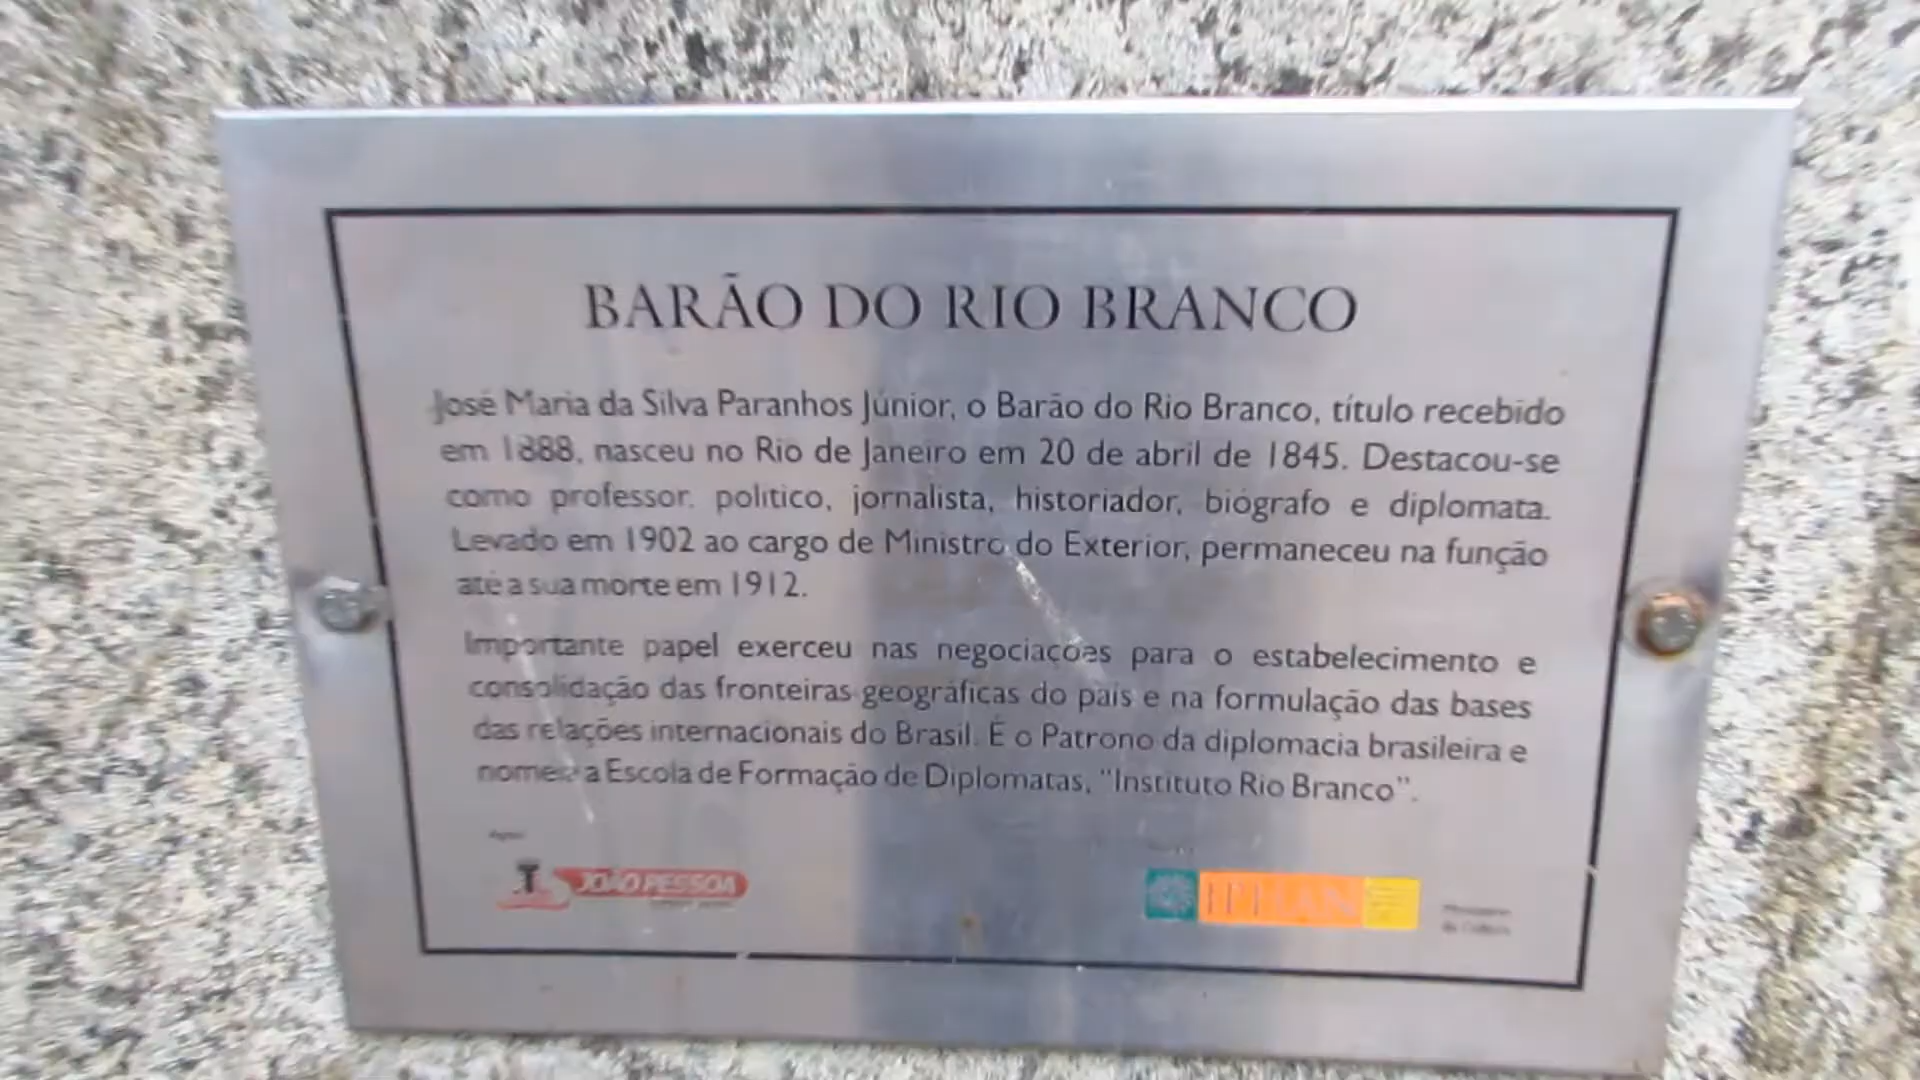 BARÃO DO RIO BRANCO
José Maria da Silva Paranhos Júnior, o Barão do Rio Branco, título recebido
em 1888, nasceu no Rio de Janeiro em 20 de abril de 1845. Destacou-se
como professor, político, jornalista, historiador, biógrafo e diplomata.
Levado em 1902 ao cargo de Ministro do Exterior, permaneceu na função
até a sua morte em 1912.
Importante papel exerceu nas negociações para o estabelecimento e
consolidação das fronteiras geográficas do país e na formulação das bases
das relações internacionais do Brasil. É o Patrono da diplomacia brasileira e
nomeia a Escola de Formação de Diplomatas, "Instituto Rio Branco".
JOÃO PESSOA
IPHAN
Ministério
da Cultura